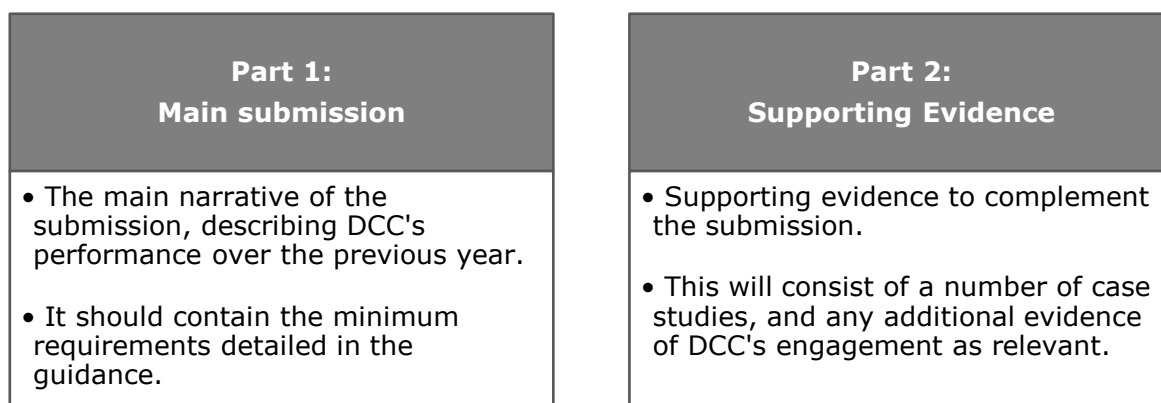 Part 1:
Main submission
• The main narrative of the
submission, describing DCC's
performance over the previous year.
• It should contain the minimum
requirements detailed in the
guidance.
Part 2:
Supporting Evidence
• Supporting evidence to complement
the submission.
• This will consist of a number of case
studies, and any additional evidence
of DCC's engagement as relevant.